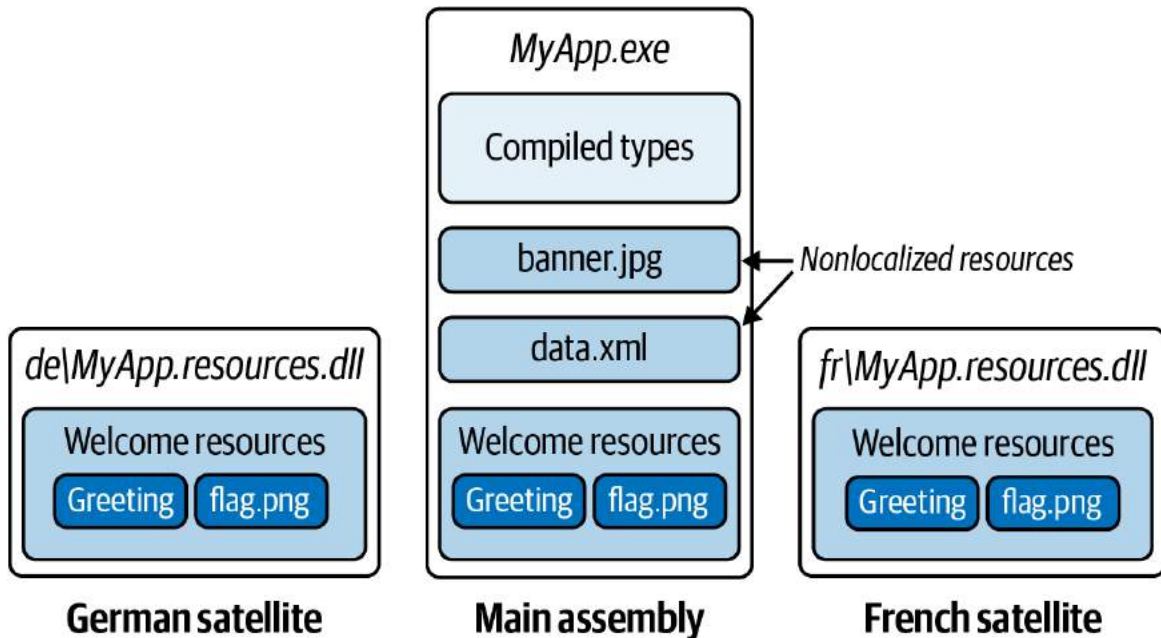 MyApp.exe
Compiled types
banner.jpg
Nonlocalized resources
data.xml
de\MyApp.resources.dll
Welcome resources
Greeting
flag.png
Welcome resources
Greeting
flag.png
fr\MyApp.resources.dll
Welcome resources
Greeting
flag.png
German satellite
Main assembly
French satellite